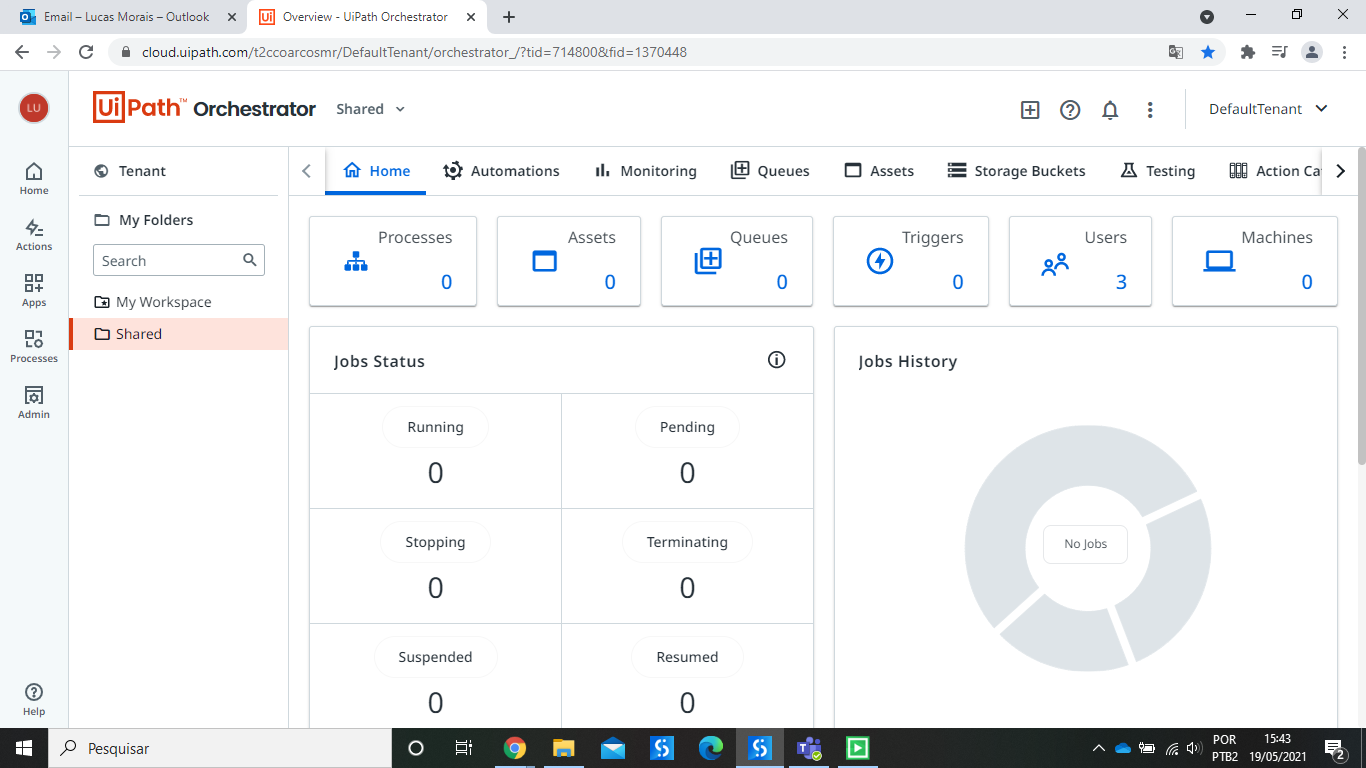 Email – Lucas Morais – Outlook
Overview - UiPath Orchestrator
cloud.uipath.com/t2ccoarcosmr/DefaultTenant/orchestrator_/?tid=714800&fid=1370448
LU
Home
Actions
Apps
Processes
Admin
Help
Ui Path™ Orchestrator
Shared
DefaultTenant
Tenant
My Folders
Search
My Workspace
Shared
Home
Automations
Monitoring
Queues
Assets
Storage Buckets
Testing
Action Ca
Processes
0
Assets
0
Queues
0
Triggers
0
Users
3
Machines
0
Jobs Status
Running
0
Pending
0
Stopping
0
Terminating
0
Suspended
0
Resumed
0
Jobs History
No Jobs
Pesquisar
POR
PTB2
15:43
19/05/2021
2